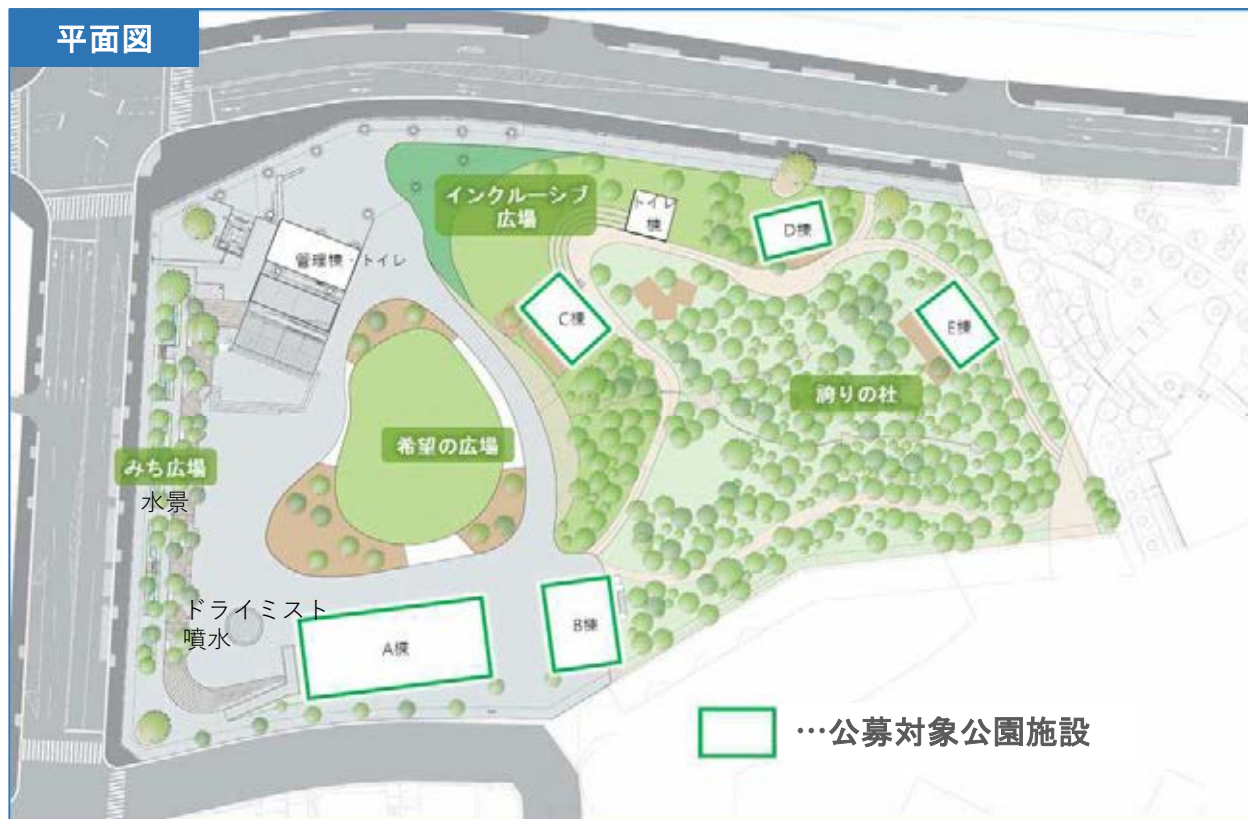 平面図
インクルーシブ
広場
トイレ
棟
D棟
管理棟・トイレ
C棟
E棟
誇りの杜
希望の広場
みち広場
水景
ドライミスト
噴水
A棟
B棟
…公募対象公園施設